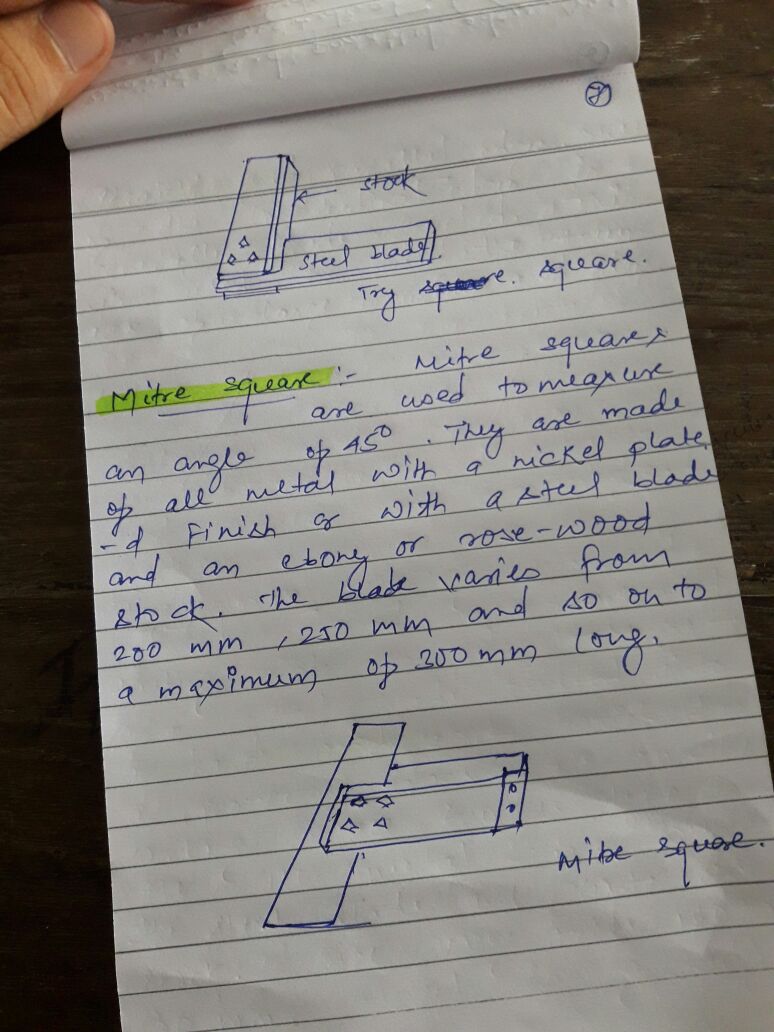 7
stock
steel blade.
Try square. square.
Mitre square :- Mitre squares
are used to measure
an angle of 45°. They are made
of all metal with a nickel plate
-d Finish or with a steel blade
and an ebony or rose-wood
stock. The blade varies from
200 mm, 250 mm and so on to
a maximum of 300 mm long.
Mitre square.